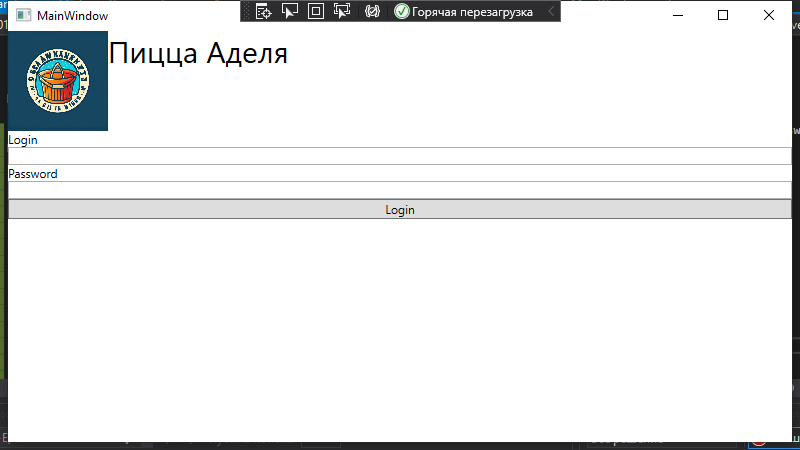 MainWindow
Горячая перезагрузка
Пицца Аделя
Login
Password
Login